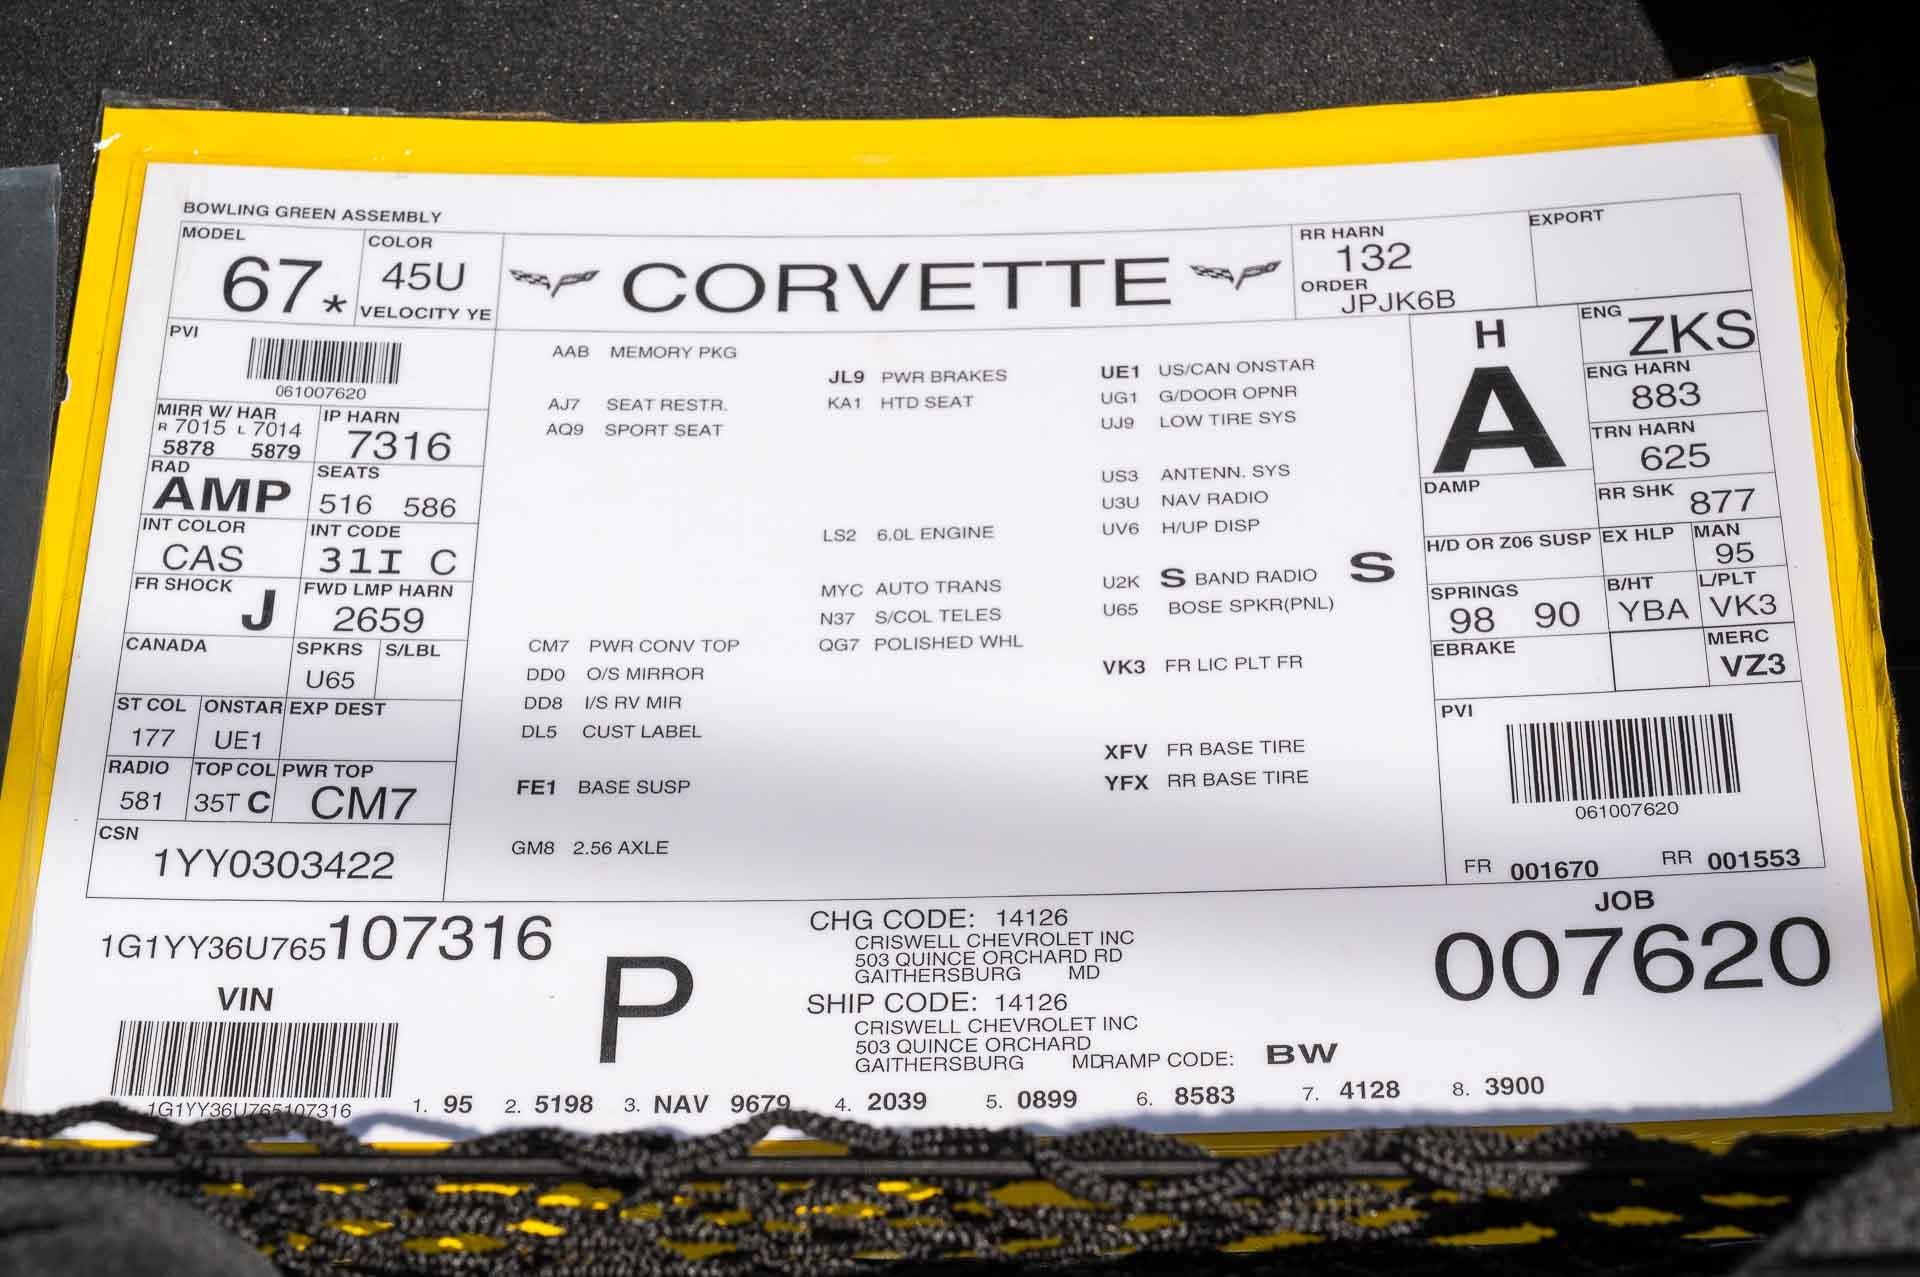 BOWLING GREEN ASSEMBLY
MODEL
67*
COLOR
45U
VELOCITY YE
CORVETTE
RR HARN
132
ORDER
JPJK6B
EXPORT
PVI
061007620
MIRR W/ HAR
R 7015 L 7014
5878 5879
IP HARN
7316
RAD
AMP
SEATS
516 586
INT COLOR
CAS
INT CODE
31I C
FR SHOCK
J
FWD LMP HARN
2659
CANADA
SPKRS
U65
S/LBL
ST COL
177
ONSTAR
UE1
EXP DEST
RADIO
581
TOP COL
35T C
PWR TOP
CM7
CSN
1YY0303422
AAB MEMORY PKG
AJ7 SEAT RESTR.
AQ9 SPORT SEAT
CM7 PWR CONV TOP
DD0 O/S MIRROR
DD8 I/S RV MIR
DL5 CUST LABEL
FE1 BASE SUSP
GM8 2.56 AXLE
JL9 PWR BRAKES
KA1 HTD SEAT
LS2 6.0L ENGINE
MYC AUTO TRANS
N37 S/COL TELES
QG7 POLISHED WHL
UE1 US/CAN ONSTAR
UG1 G/DOOR OPNR
UJ9 LOW TIRE SYS
US3 ANTENN. SYS
U3U NAV RADIO
UV6 H/UP DISP
U2K S BAND RADIO S
U65 BOSE SPKR(PNL)
VK3 FR LIC PLT FR
XFV FR BASE TIRE
YFX RR BASE TIRE
H
A
DAMP
ENG
ZKS
ENG HARN
883
TRN HARN
625
RR SHK 877
H/D OR Z06 SUSP
EX HLP
MAN
95
SPRINGS
98 90
B/HT
YBA
L/PLT
VK3
EBRAKE
MERC
VZ3
PVI
061007620
FR 001670 RR 001553
1G1YY36U765107316
VIN
1G1YY36U765107316
P
CHG CODE: 14126
CRISWELL CHEVROLET INC
503 QUINCE ORCHARD RD
GAITHERSBURG MD
SHIP CODE: 14126
CRISWELL CHEVROLET INC
503 QUINCE ORCHARD
GAITHERSBURG MD RAMP CODE: BW
JOB
007620
1. 95 2. 5198 3. NAV 9679 4. 2039 5. 0899 6. 8583 7. 4128 8. 3900